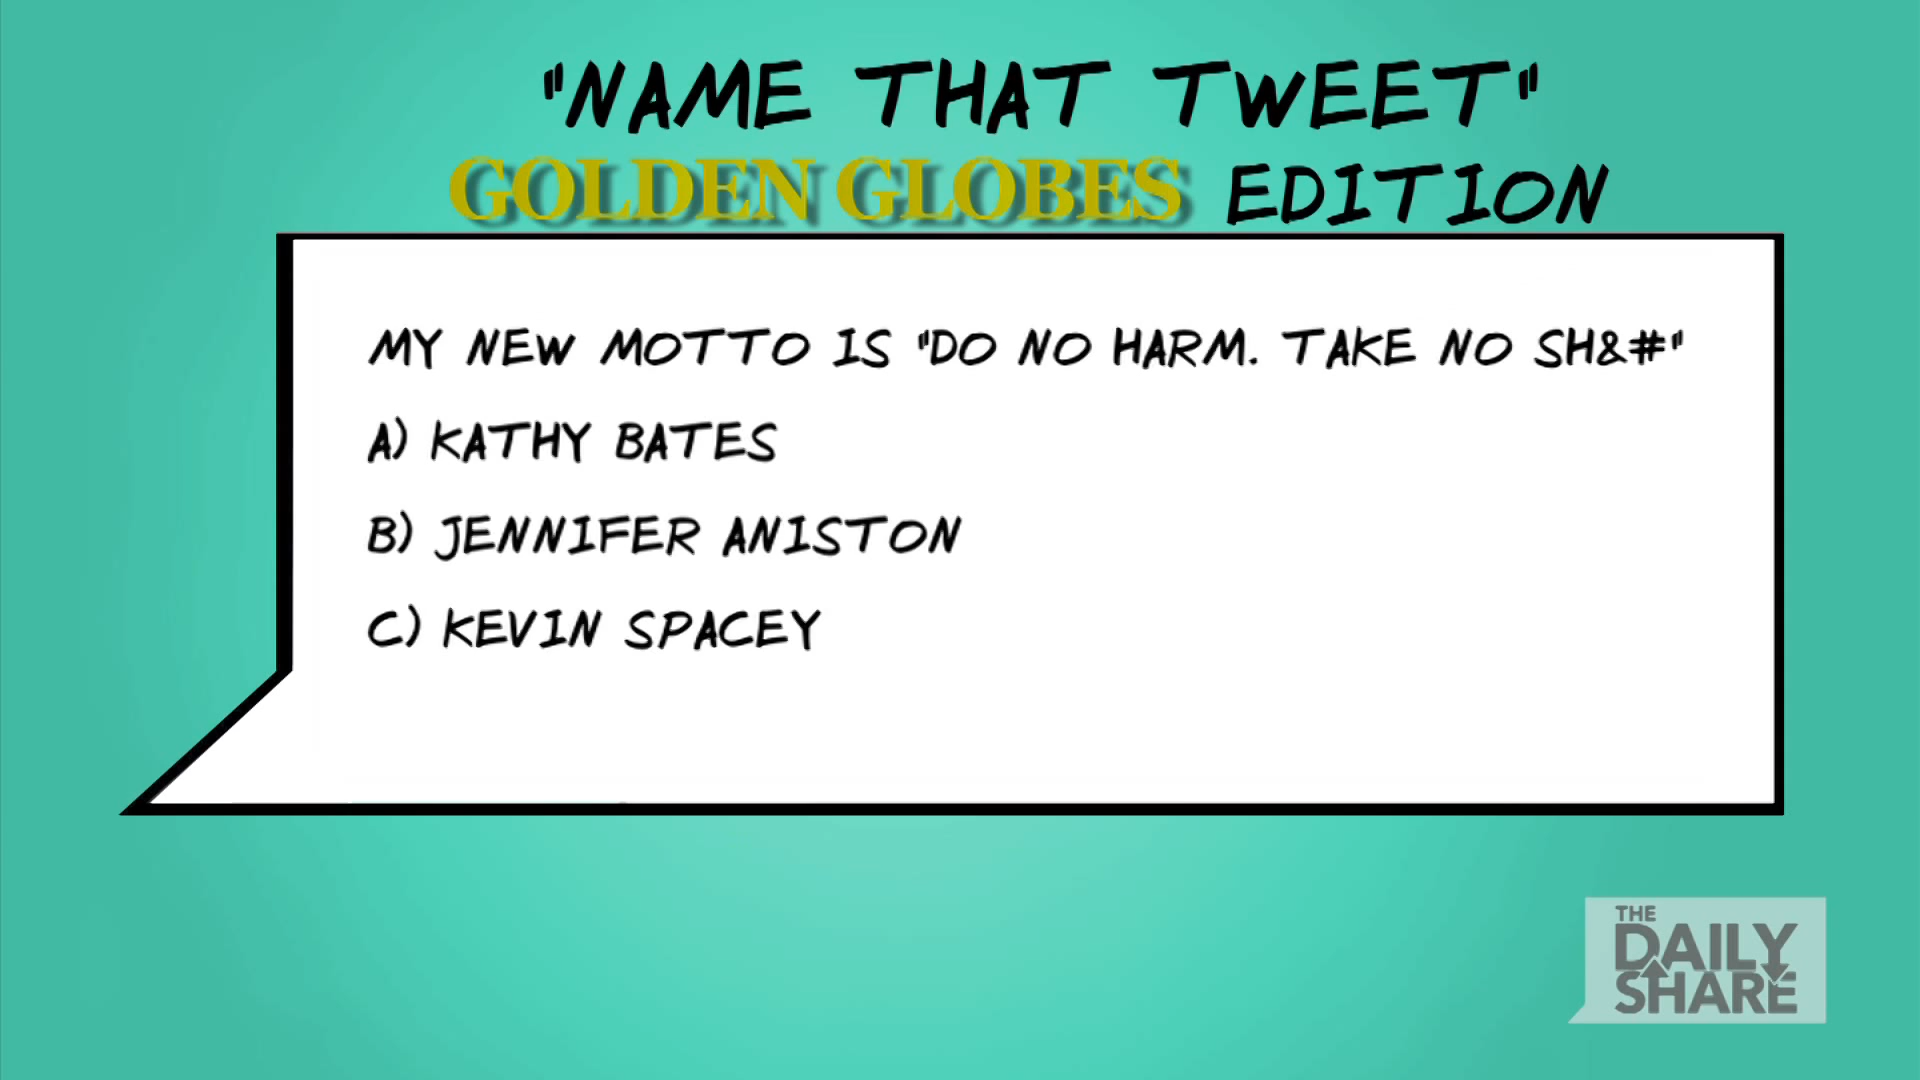 "NAME THAT TWEET"
GOLDEN GLOBES EDITION
MY NEW MOTTO IS "DO NO HARM. TAKE NO SH&#"
A) KATHY BATES
B) JENNIFER ANISTON
C) KEVIN SPACEY
THE
DAILY
SHARE